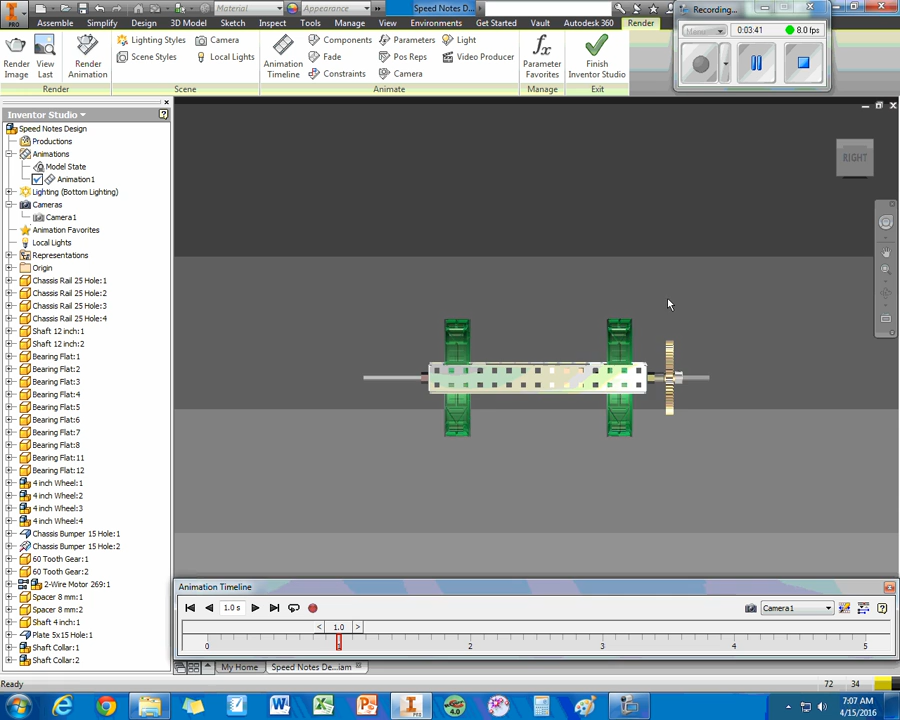 Speed Notes D...
Recording...
PRO
Material
Appearance
Assemble Simplify Design 3D Model Sketch Inspect Tools Manage View Environments Get Started Vault Autodesk 360 Render
0:03:41 8.0 fps
Render Image
View Last
Render Animation
Lighting Styles
Scene Styles
Camera
Local Lights
Animation Timeline
Components
Fade
Constraints
Parameters
Pos Reps
Camera
Light
Video Producer
Parameter Favorites
Finish Inventor Studio
Render Scene Animate Manage Exit
Inventor Studio
Speed Notes Design
Productions
Animations
Model State
Animation1
Lighting (Bottom Lighting)
Cameras
Camera1
Animation Favorites
Local Lights
Representations
Origin
Chassis Rail 25 Hole:1
Chassis Rail 25 Hole:2
Chassis Rail 25 Hole:3
Chassis Rail 25 Hole:4
Shaft 12 inch:1
Shaft 12 inch:2
Bearing Flat:1
Bearing Flat:2
Bearing Flat:3
Bearing Flat:4
Bearing Flat:5
Bearing Flat:6
Bearing Flat:7
Bearing Flat:8
Bearing Flat:11
Bearing Flat:12
4 inch Wheel:1
4 inch Wheel:2
4 inch Wheel:3
4 inch Wheel:4
Chassis Bumper 15 Hole:1
Chassis Bumper 15 Hole:2
60 Tooth Gear:1
60 Tooth Gear:2
2-Wire Motor 269:1
Spacer 8 mm:1
Spacer 8 mm:2
Shaft 4 inch:1
Plate 5x15 Hole:1
Shaft Collar:1
Shaft Collar:2
RIGHT
Animation Timeline
1.0 s
Camera1
< 1.0 >
0 2 3 4 5
My Home Speed Notes De...iam
Ready
72 34
PRO
4.0
7:07 AM
4/15/2016